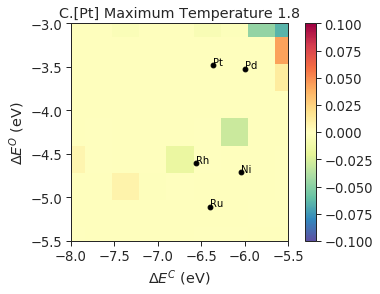 C.[Pt] Maximum Temperature 1.8
−3.0
−3.5
−4.0
−4.5
−5.0
−5.5
ΔE^O (eV)
Pt
Pd
Rh
Ni
Ru
−8.0 −7.5 −7.0 −6.5 −6.0 −5.5
ΔE^C (eV)
0.100
0.075
0.050
0.025
0.000
−0.025
−0.050
−0.075
−0.100